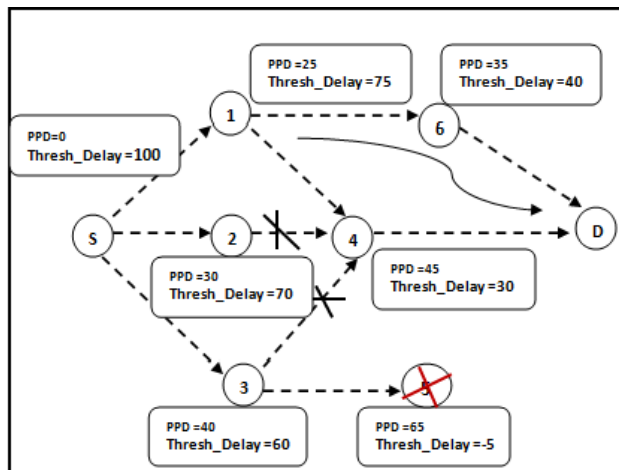 PPD =25
Thresh_Delay=75
PPD =35
Thresh_Delay=40
1
6
PPD=0
Thresh_Delay=100
S
2
4
D
PPD =30
Thresh_Delay=70
PPD =45
Thresh_Delay=30
3
5
PPD =40
Thresh_Delay=60
PPD =65
Thresh_Delay=-5